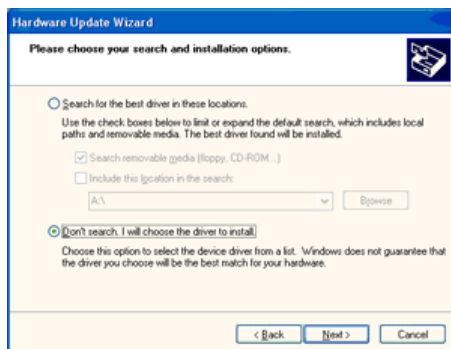 Hardware Update Wizard
Please choose your search and installation options.
Search for the best driver in these locations.
Use the check boxes below to limit or expand the default search, which includes local
paths and removable media. The best driver found will be installed.
Search removable media (floppy, CD-ROM...)
Include this location in the search:
A:\
Browse
Don't search. I will choose the driver to install.
Choose this option to select the device driver from a list. Windows does not guarantee that
the driver you choose will be the best match for your hardware.
< Back Next > Cancel